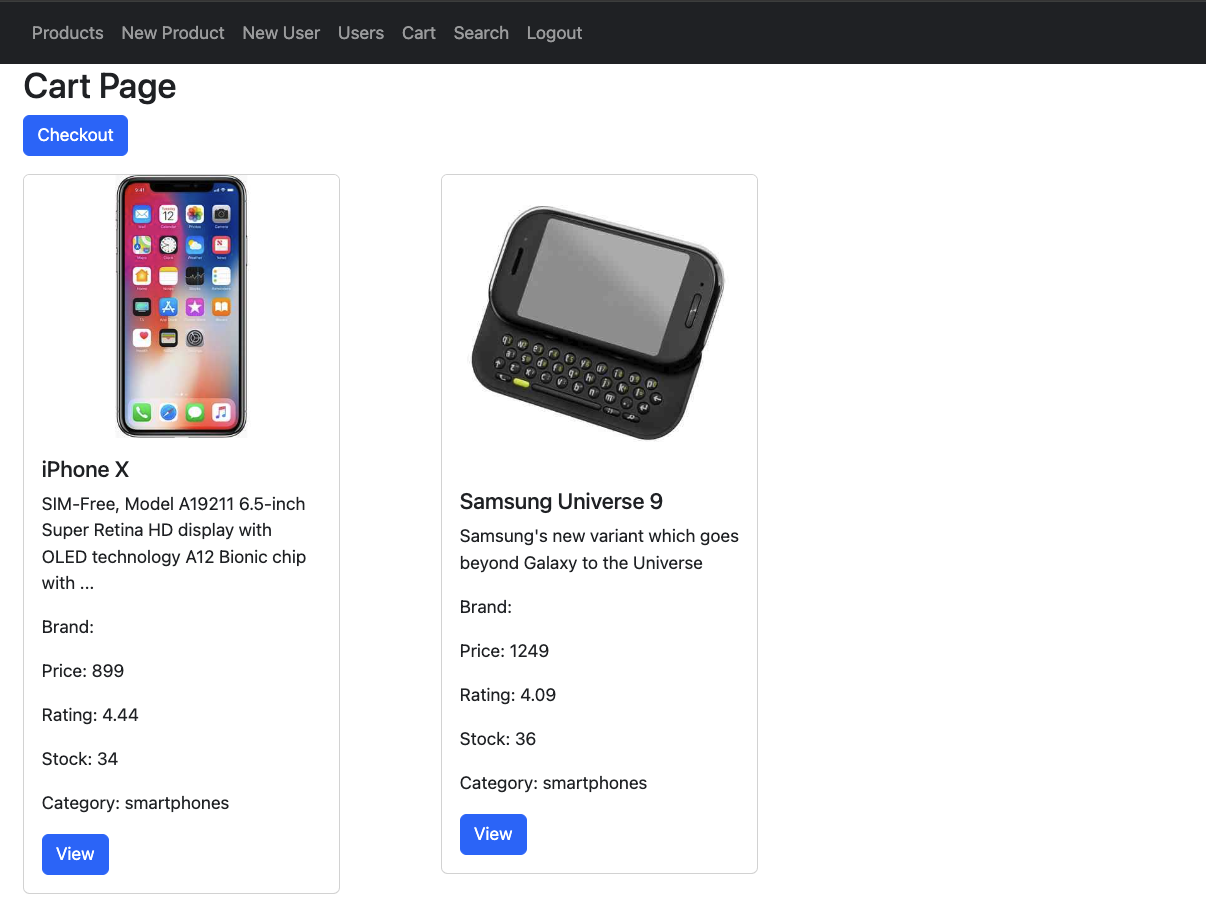 Products New Product New User Users Cart Search Logout
Cart Page
Checkout
9:41
12
iPhone X
SIM-Free, Model A19211 6.5-inch
Super Retina HD display with
OLED technology A12 Bionic chip
with ...
Brand:
Price: 899
Rating: 4.44
Stock: 34
Category: smartphones
View
Samsung Universe 9
Samsung's new variant which goes
beyond Galaxy to the Universe
Brand:
Price: 1249
Rating: 4.09
Stock: 36
Category: smartphones
View